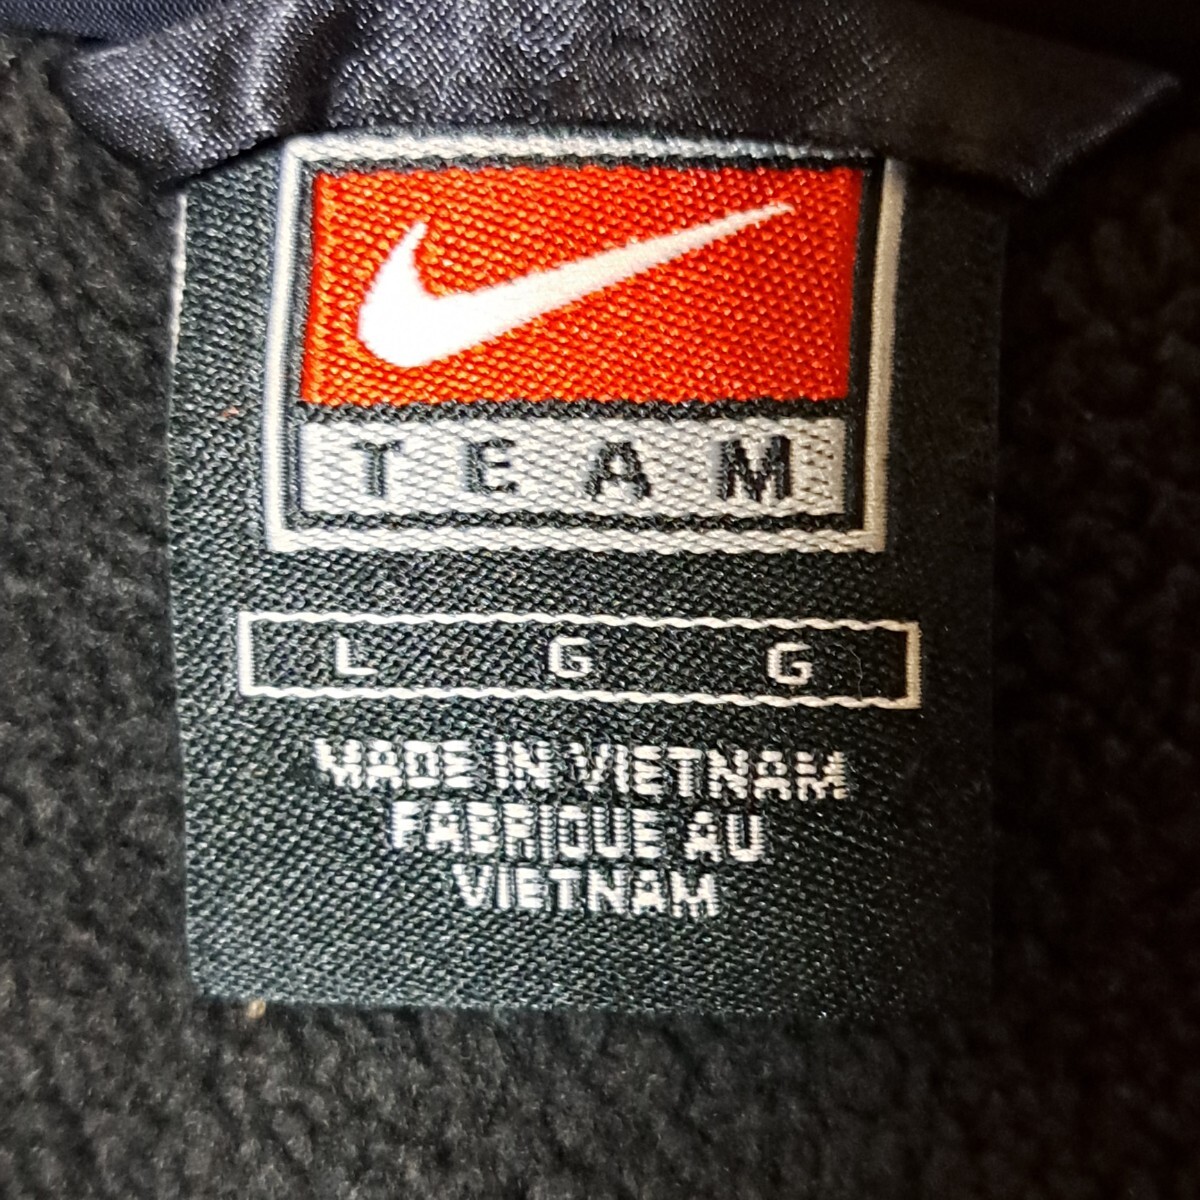 TEAM
L G G
MADE IN VIETNAM
FABRIQUE AU
VIETNAM